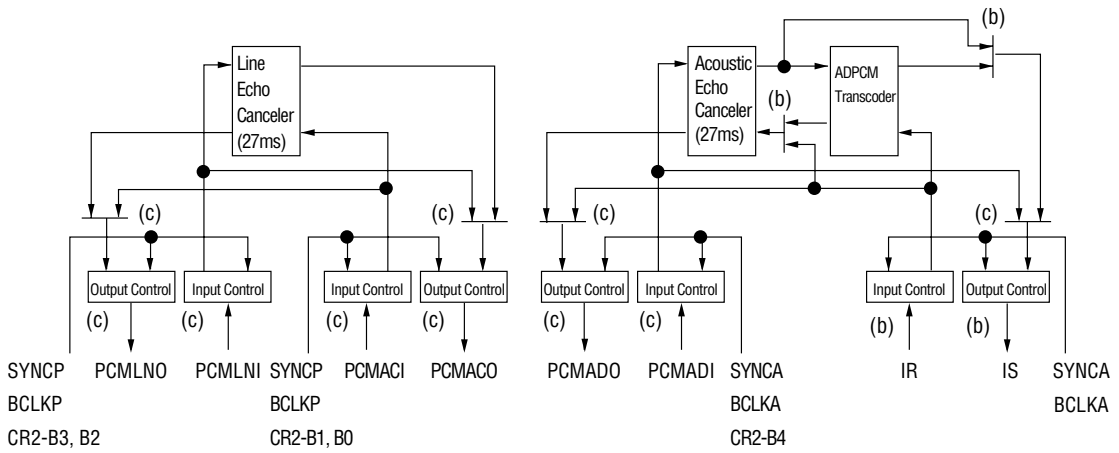 (b)
Line
Echo
Canceler
(27ms)
Acoustic
Echo
Canceler
(27ms)
(b)
ADPCM
Transcoder
(c)
(c)
(c)
(c)
Output Control
Input Control
Input Control
Output Control
Output Control
Input Control
Input Control
Output Control
(c)
(c)
(c)
(c)
(c)
(c)
(b)
(b)
SYNCP
BCLKP
CR2-B3, B2
PCMLNO
PCMLNI
SYNCP
BCLKP
CR2-B1, B0
PCMACI
PCMACO
PCMADO
PCMADI
SYNCA
BCLKA
CR2-B4
IR
IS
SYNCA
BCLKA